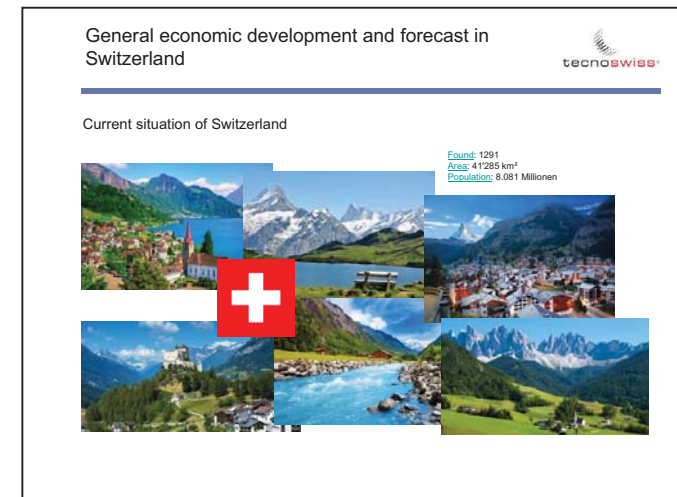 General economic development and forecast in
Switzerland
tecnoswiss
Current situation of Switzerland
Found: 1291
Area: 41'285 km²
Population: 8.081 Millionen